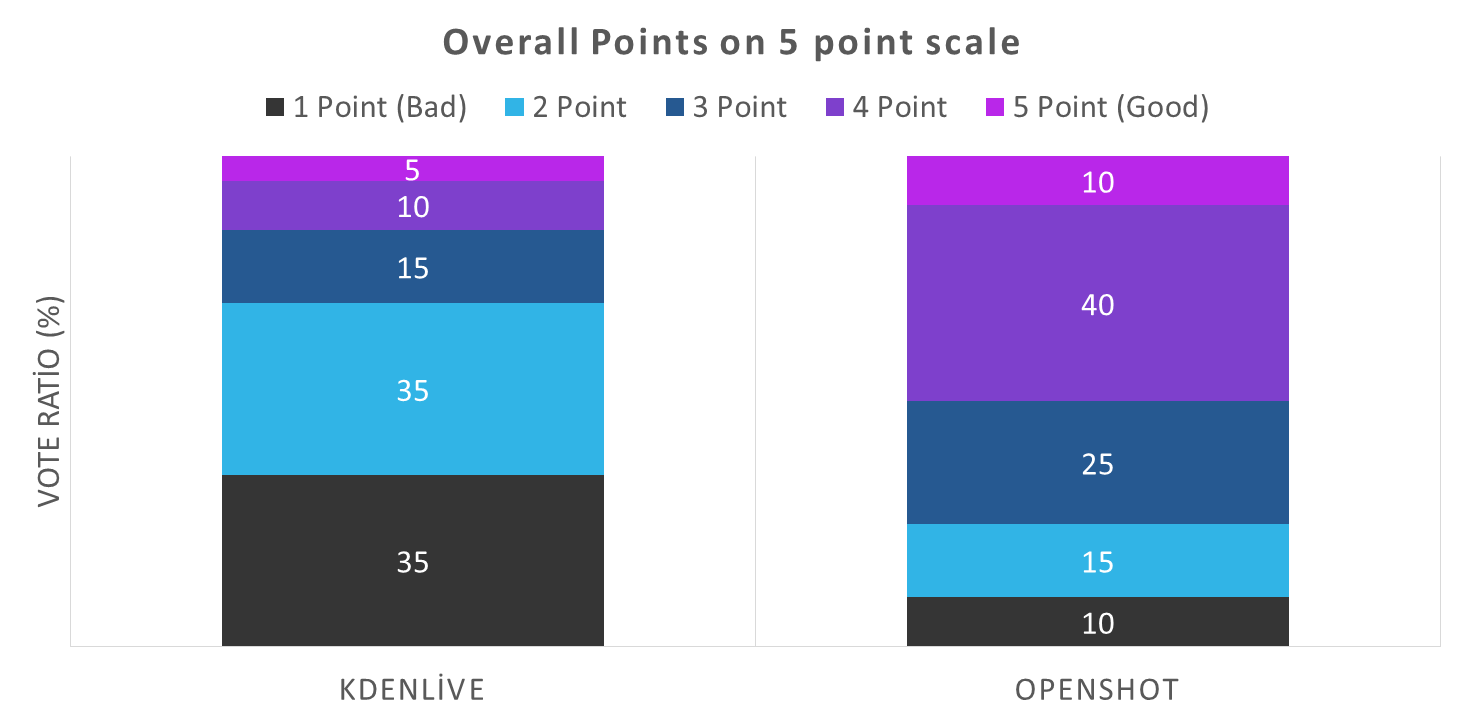 Overall Points on 5 point scale
1 Point (Bad) 2 Point 3 Point 4 Point 5 Point (Good)
VOTE RATİO (%)
5
10
15
35
35
10
40
25
15
10
KDENLİVE OPENSHOT